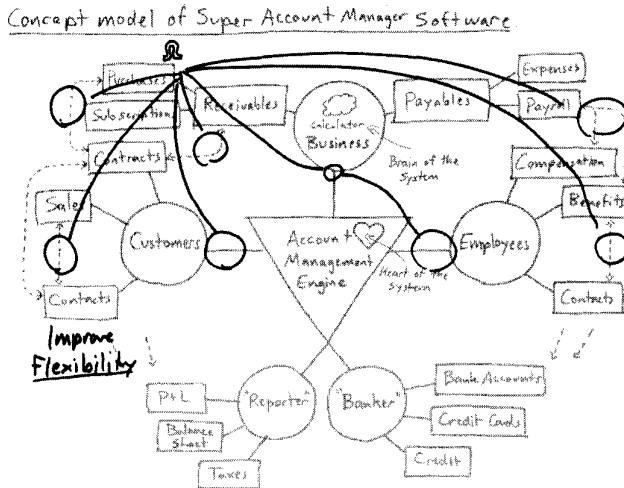 Concept model of Super Account Manager Software
Purchases
Subscription
Contracts
Receivables
Calculator
Business
Payables
Expenses
Payroll
Brain of the
System
Compensation
Benefits
Sales
Customers
Account
Management
Engine
Heart of the
System
Employees
Contacts
Contacts
Improve
Flexibility
P+L
Balance
Sheet
Taxes
"Reporter"
"Banker"
Bank Accounts
Credit Cards
Credit